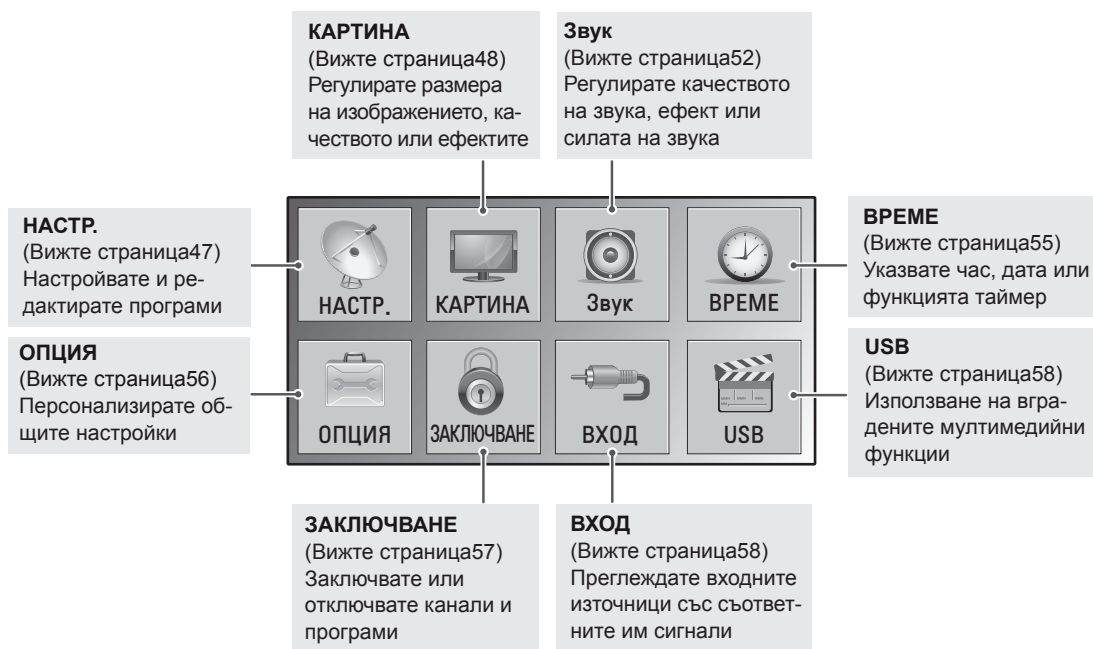 КАРТИНА
(Вижте страница48)
Регулирате размера
на изображението, ка-
чеството или ефектите
Звук
(Вижте страница52)
Регулирате качеството
на звука, ефект или
силата на звука
НАСТР.
(Вижте страница47)
Настройвате и ре-
дактирате програми
ОПЦИЯ
(Вижте страница56)
Персонализирате об-
щите настройки
НАСТР.
КАРТИНА
Звук
ВРЕМЕ
ОПЦИЯ
ЗАКЛЮЧВАНЕ
ВХОД
USB
ВРЕМЕ
(Вижте страница55)
Указвате час, дата или
функцията таймер
USB
(Вижте страница58)
Използване на вгра-
дените мултимедийни
функции
ЗАКЛЮЧВАНЕ
(Вижте страница57)
Заключвате или
отключвате канали и
програми
ВХОД
(Вижте страница58)
Преглеждате входните
източници със съответ-
ните им сигнали